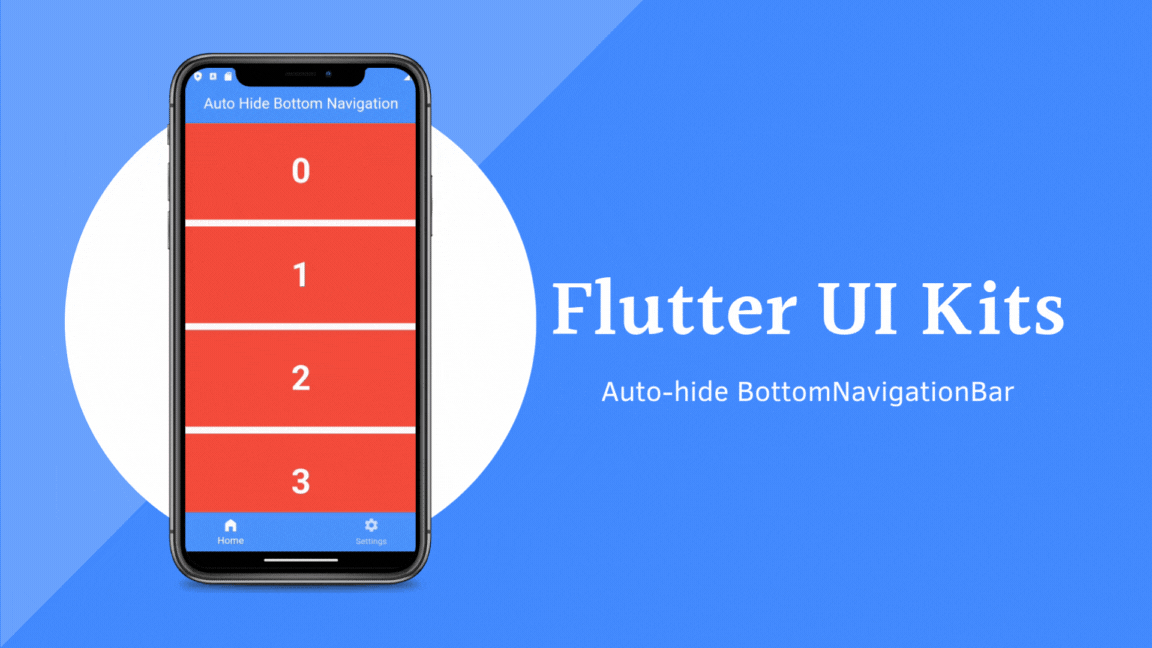 Auto Hide Bottom Navigation
0
1
2
3
Home
Settings
Flutter UI Kits
Auto-hide BottomNavigationBar